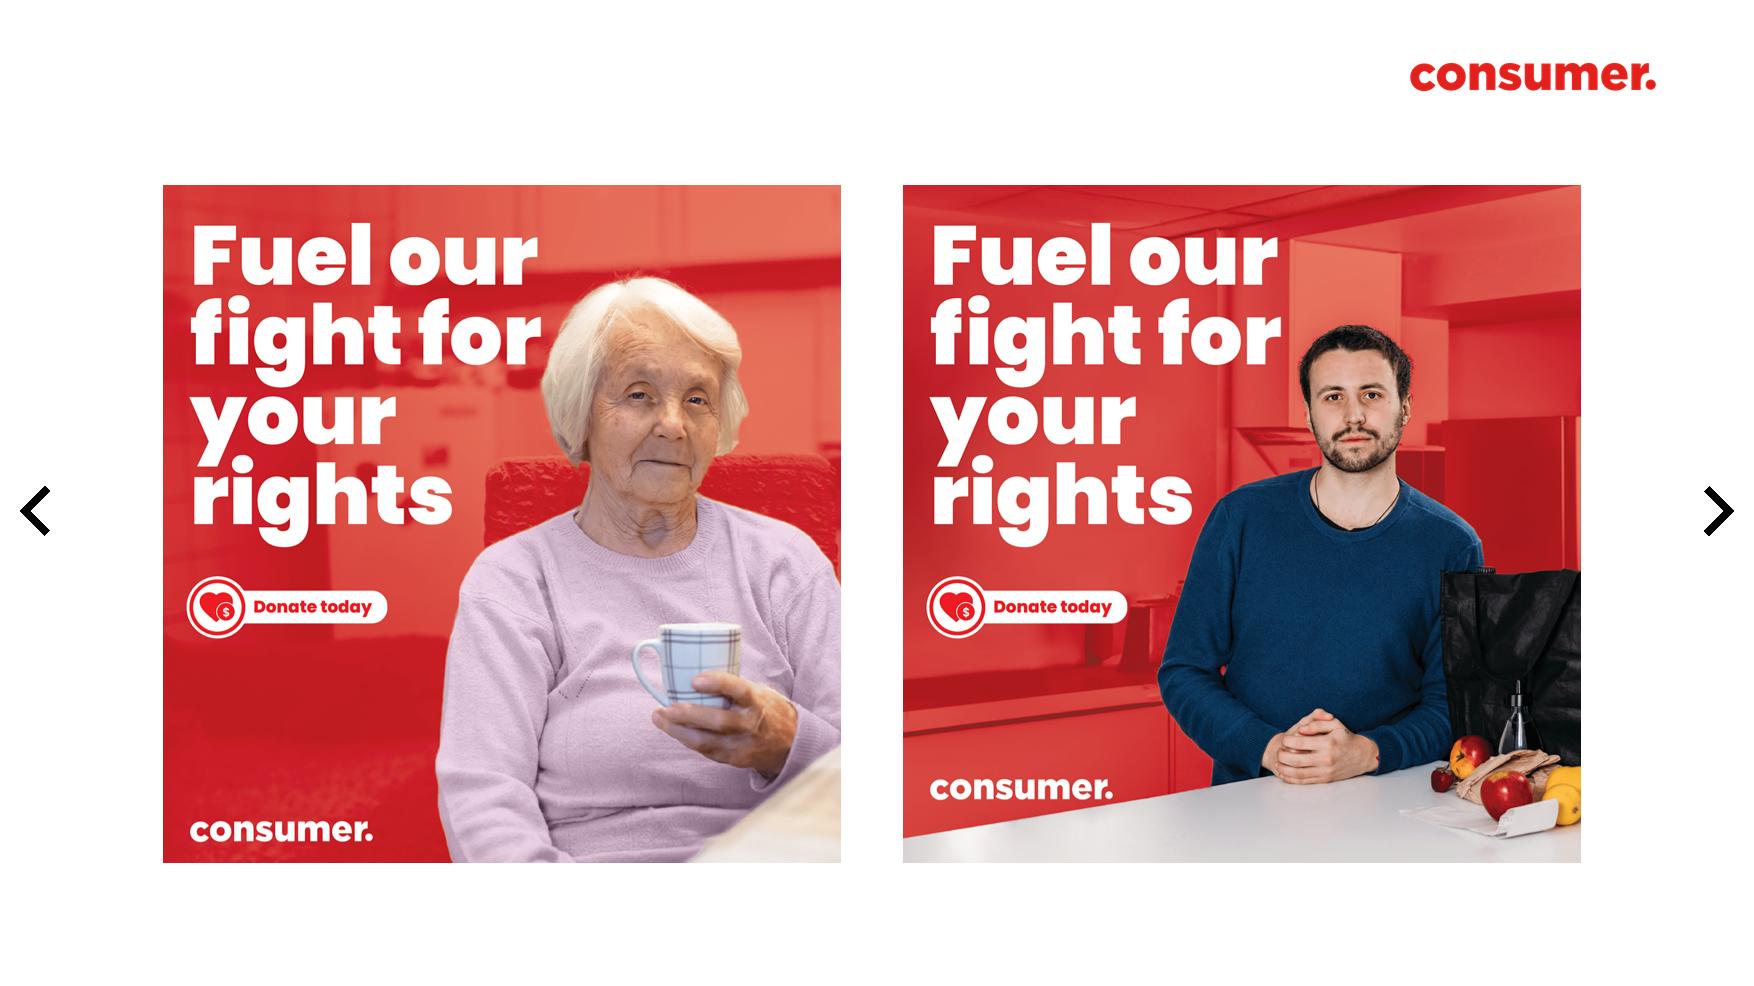 consumer.
Fuel our
fight for
your
rights
$ Donate today
consumer.
Fuel our
fight for
your
rights
$ Donate today
consumer.